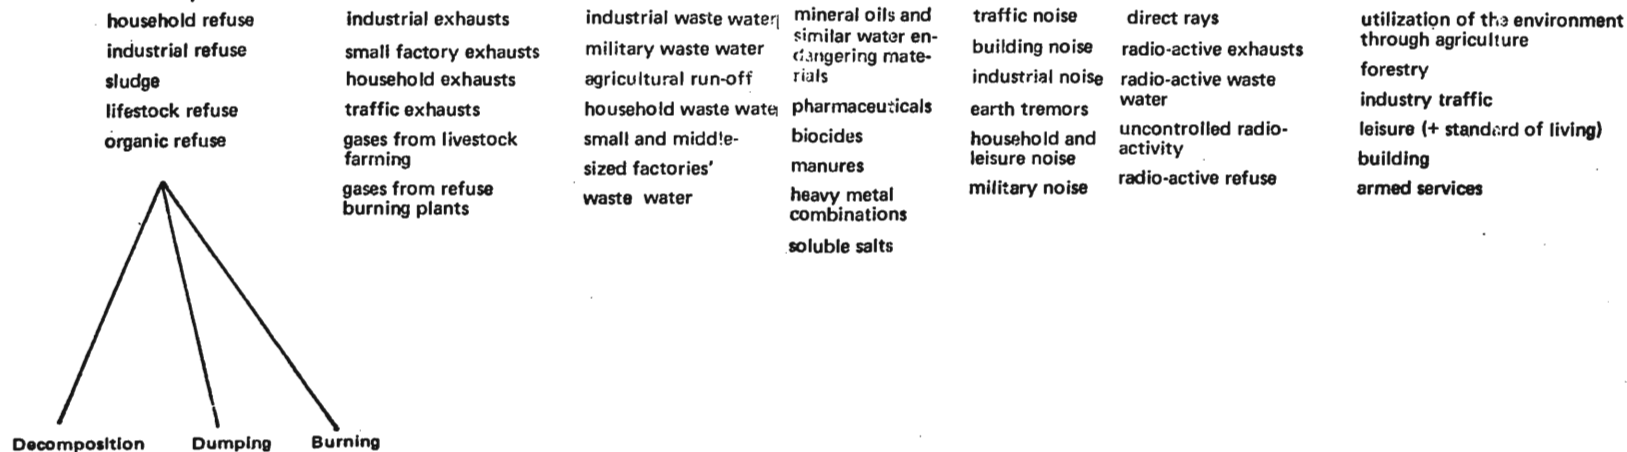 household refuse
industrial refuse
sludge
lifestock refuse
organic refuse
industrial exhausts
small factory exhausts
household exhausts
traffic exhausts
gases from livestock
farming
gases from refuse
burning plants
industrial waste water
military waste water
agricultural run-off
household waste wate
small and middle-
sized factories'
waste water
mineral oils and
similar water en-
dangering mate-
rials
pharmaceuticals
biocides
manures
heavy metal
combinations
soluble salts
traffic noise
building noise
industrial noise
earth tremors
household and
leisure noise
military noise
direct rays
radio-active exhausts
radio-active waste
water
uncontrolled radio-
activity
radio-active refuse
utilization of the environment
through agriculture
forestry
industry traffic
leisure (+ standard of living)
building
armed services
Decomposition
Dumping
Burning